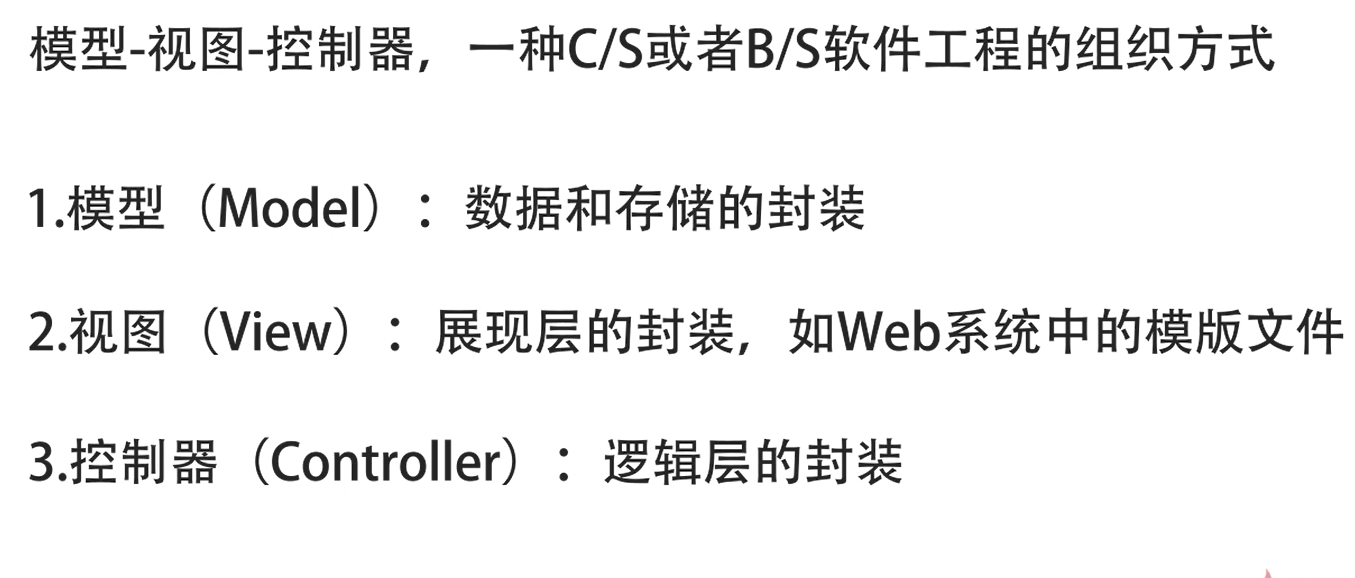 模型-视图-控制器，一种C/S或者B/S软件工程的组织方式
1.模型（Model）：数据和存储的封装
2.视图（View）：展现层的封装，如Web系统中的模版文件
3.控制器（Controller）：逻辑层的封装